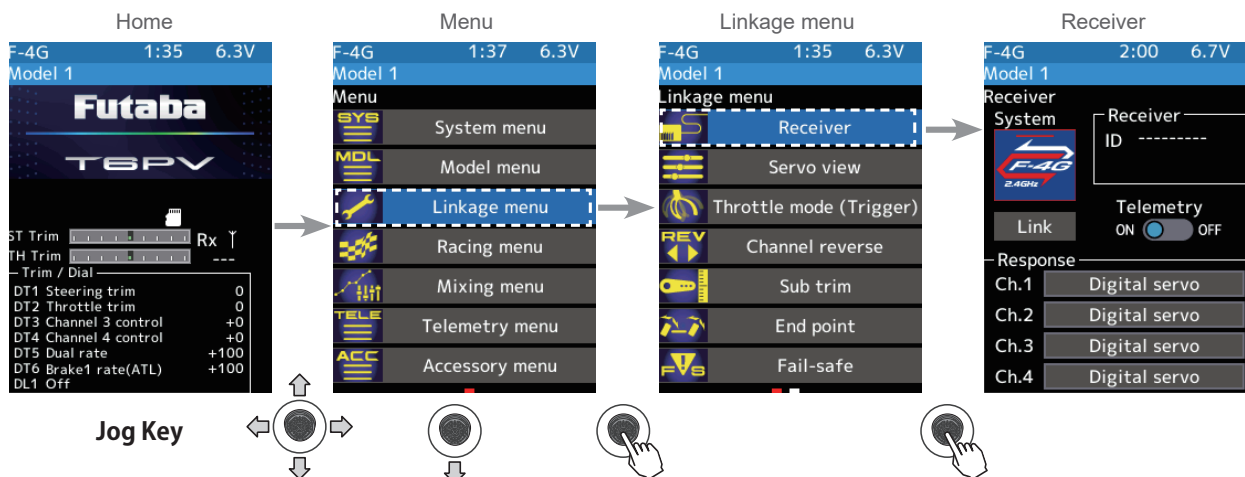 Home
F-4G 1:35 6.3V
Model 1
Futaba
T6PV
ST Trim
Rx
TH Trim
---
Trim / Dial
DT1 Steering trim 0
DT2 Throttle trim 0
DT3 Channel 3 control +0
DT4 Channel 4 control +0
DT5 Dual rate +100
DT6 Brake1 rate(ATL) +100
DL1 Off
Jog Key
Menu
F-4G 1:37 6.3V
Model 1
Menu
SYS System menu
MDL Model menu
Linkage menu
Racing menu
Mixing menu
TELE Telemetry menu
ACC Accessory menu
Linkage menu
F-4G 1:35 6.3V
Model 1
Linkage menu
Receiver
Servo view
Throttle mode (Trigger)
REV Channel reverse
Sub trim
End point
F/S Fail-safe
Receiver
F-4G 2:00 6.7V
Model 1
Receiver
System
F-4G
2.4GHz
Link
Receiver
ID ---------
Telemetry
ON OFF
Response
Ch.1 Digital servo
Ch.2 Digital servo
Ch.3 Digital servo
Ch.4 Digital servo